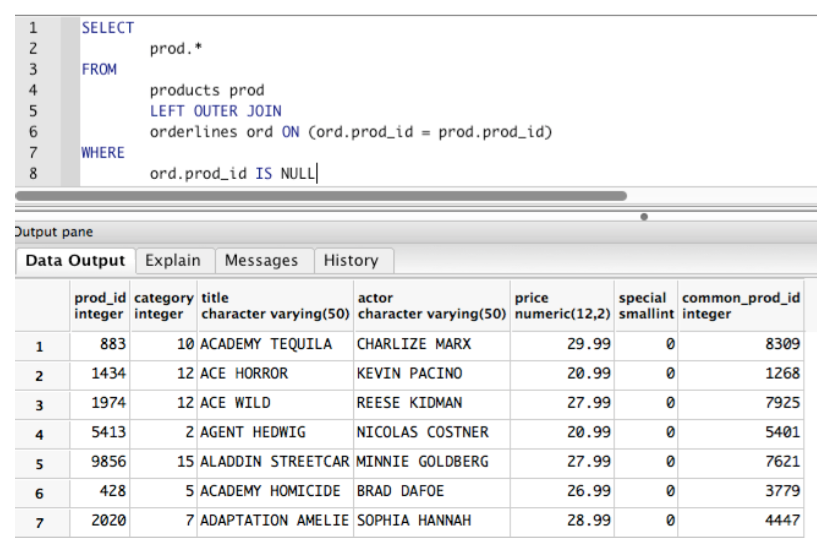 1 SELECT
2 prod.*
3 FROM
4 products prod
5 LEFT OUTER JOIN
6 orderlines ord ON (ord.prod_id = prod.prod_id)
7 WHERE
8 ord.prod_id IS NULL
Output pane
Data Output Explain Messages History
prod_id category title actor price special common_prod_id
integer integer character varying(50) character varying(50) numeric(12,2) smallint integer
1 883 10 ACADEMY TEQUILA CHARLIZE MARX 29.99 0 8309
2 1434 12 ACE HORROR KEVIN PACINO 20.99 0 1268
3 1974 12 ACE WILD REESE KIDMAN 27.99 0 7925
4 5413 2 AGENT HEDWIG NICOLAS COSTNER 20.99 0 5401
5 9856 15 ALADDIN STREETCAR MINNIE GOLDBERG 27.99 0 7621
6 428 5 ACADEMY HOMICIDE BRAD DAFOE 26.99 0 3779
7 2020 7 ADAPTATION AMELIE SOPHIA HANNAH 28.99 0 4447